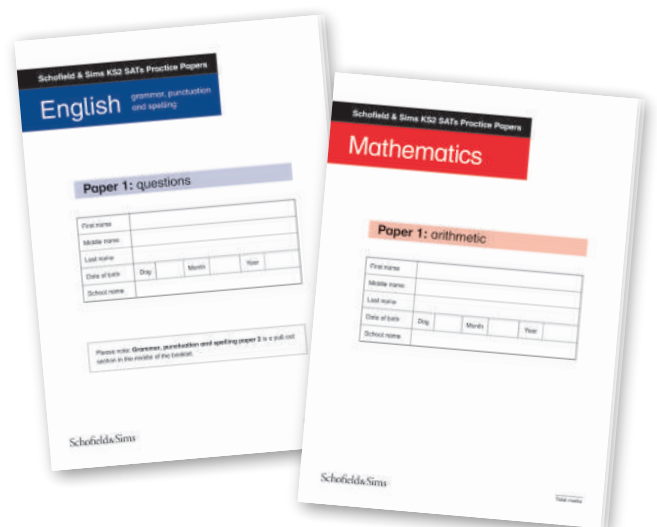 Schofield & Sims KS2 SATs Practice Papers
English grammar, punctuation
and spelling
Paper 1: questions
First name
Middle name
Last name
Date of birth Day Month Year
School name
Please note: Grammar, punctuation and spelling paper 2 is a pull-out
section in the middle of the booklet.
Schofield&Sims
Schofield & Sims KS2 SATs Practice Papers
Mathematics
Paper 1: arithmetic
First name
Middle name
Last name
Date of birth Day Month Year
School name
Schofield&Sims
Total marks